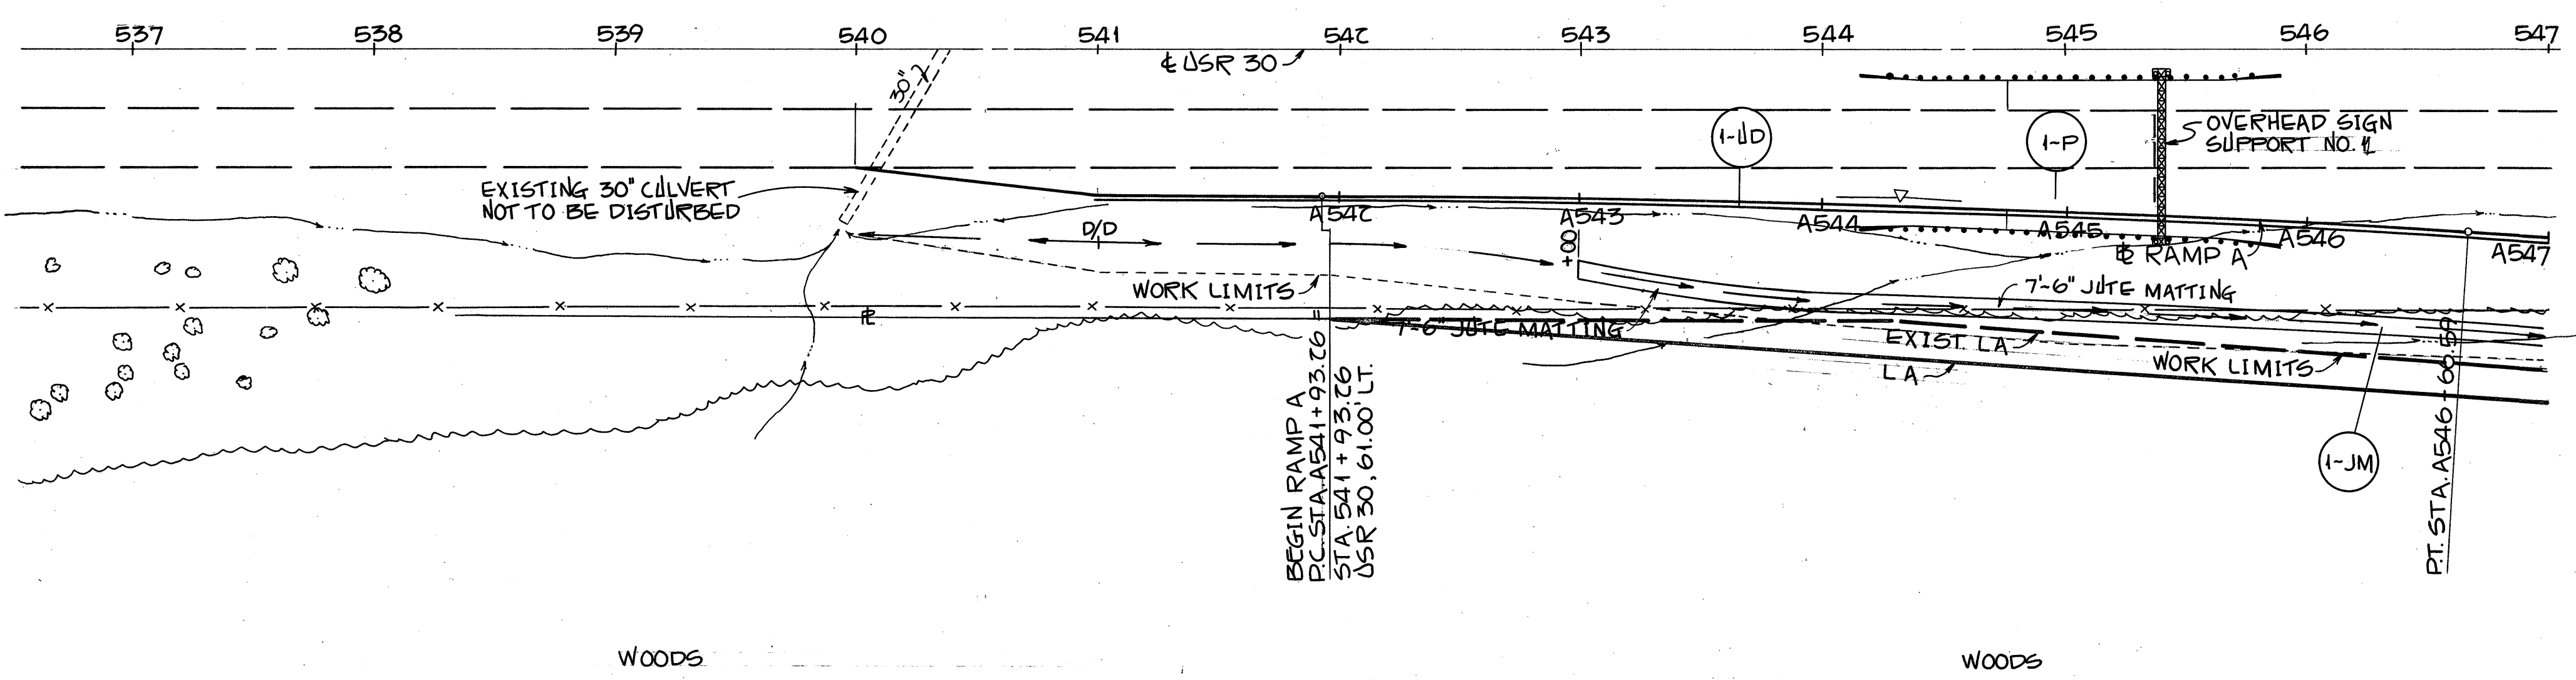 537 538 539 540 541 542 543 544 545 546 547
℄ USR 30
30"
1-UD
1-P
OVERHEAD SIGN
SUPPORT NO. 1
EXISTING 30" CULVERT
NOT TO BE DISTURBED
A542 A543 A544 A545 A546 A547
D/D
+00
℄ RAMP A
WORK LIMITS
7'-6" JUTE MATTING
℄
7'-6" JUTE MATTING
EXIST. LA
LA
WORK LIMITS
BEGIN RAMP A
P.C. STA. A541+93.26 =
STA. 541 + 93.26
USR 30, 61.00' LT.
1-JM
P.T. STA. A546+66.59
WOODS
WOODS